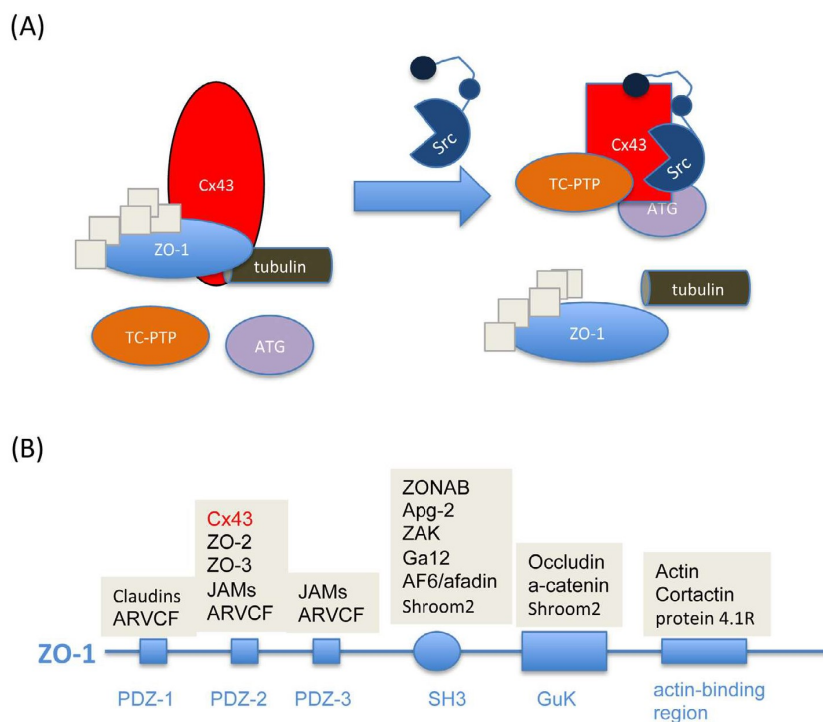 (A)
Cx43
ZO-1
tubulin
TC-PTP
ATG
Src
Cx43
TC-PTP
Src
ATG
tubulin
ZO-1
(B)
Cx43
ZO-2
ZO-3
JAMs
ARVCF
ZONAB
Apg-2
ZAK
Ga12
AF6/afadin
Shroom2
Claudins
ARVCF
JAMs
ARVCF
Occludin
a-catenin
Shroom2
Actin
Cortactin
protein 4.1R
ZO-1
PDZ-1
PDZ-2
PDZ-3
SH3
GuK
actin-binding
region